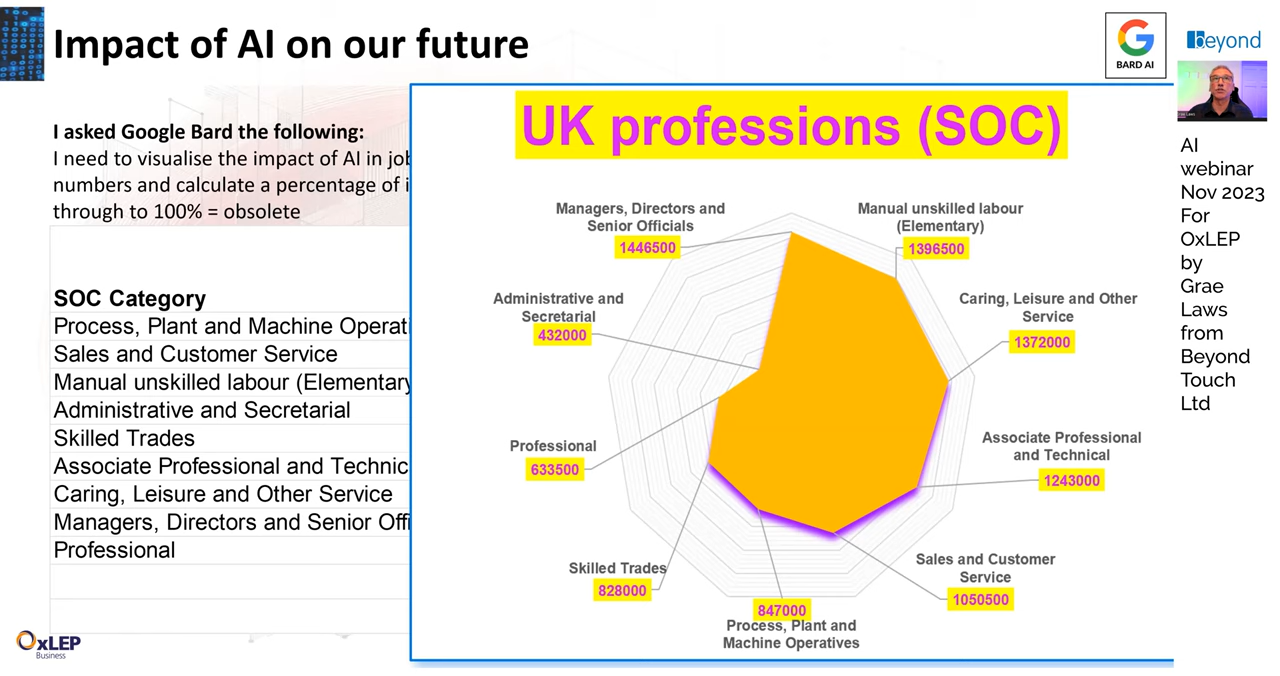 Impact of AI on our future
BARD AI
beyond
I asked Google Bard the following:
I need to visualise the impact of AI in job
numbers and calculate a percentage of i
through to 100% = obsolete
SOC Category
Process, Plant and Machine Operati
Sales and Customer Service
Manual unskilled labour (Elementary
Administrative and Secretarial
Skilled Trades
Associate Professional and Technic
Caring, Leisure and Other Service
Managers, Directors and Senior Offi
Professional
OxLEP
Business
UK professions (SOC)
Managers, Directors and
Senior Officials
1446500
Manual unskilled labour
(Elementary)
1396500
Administrative and
Secretarial
432000
Caring, Leisure and Other
Service
1372000
Professional
633500
Associate Professional
and Technical
1243000
Skilled Trades
828000
Sales and Customer
Service
1050500
847000
Process, Plant and
Machine Operatives
AI
webinar
Nov 2023
For
OxLEP
by
Grae
Laws
from
Beyond
Touch
Ltd